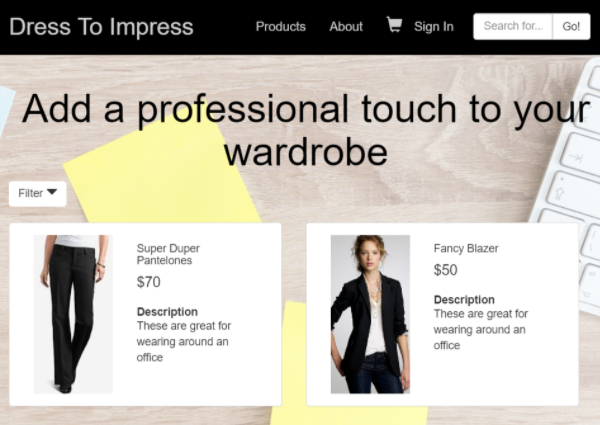 Dress To Impress
Products About Sign In Search for... Go!
Add a professional touch to your
wardrobe
Filter
Super Duper
Pantelones
$70
Description
These are great for
wearing around an
office
Fancy Blazer
$50
Description
These are great for
wearing around an
office